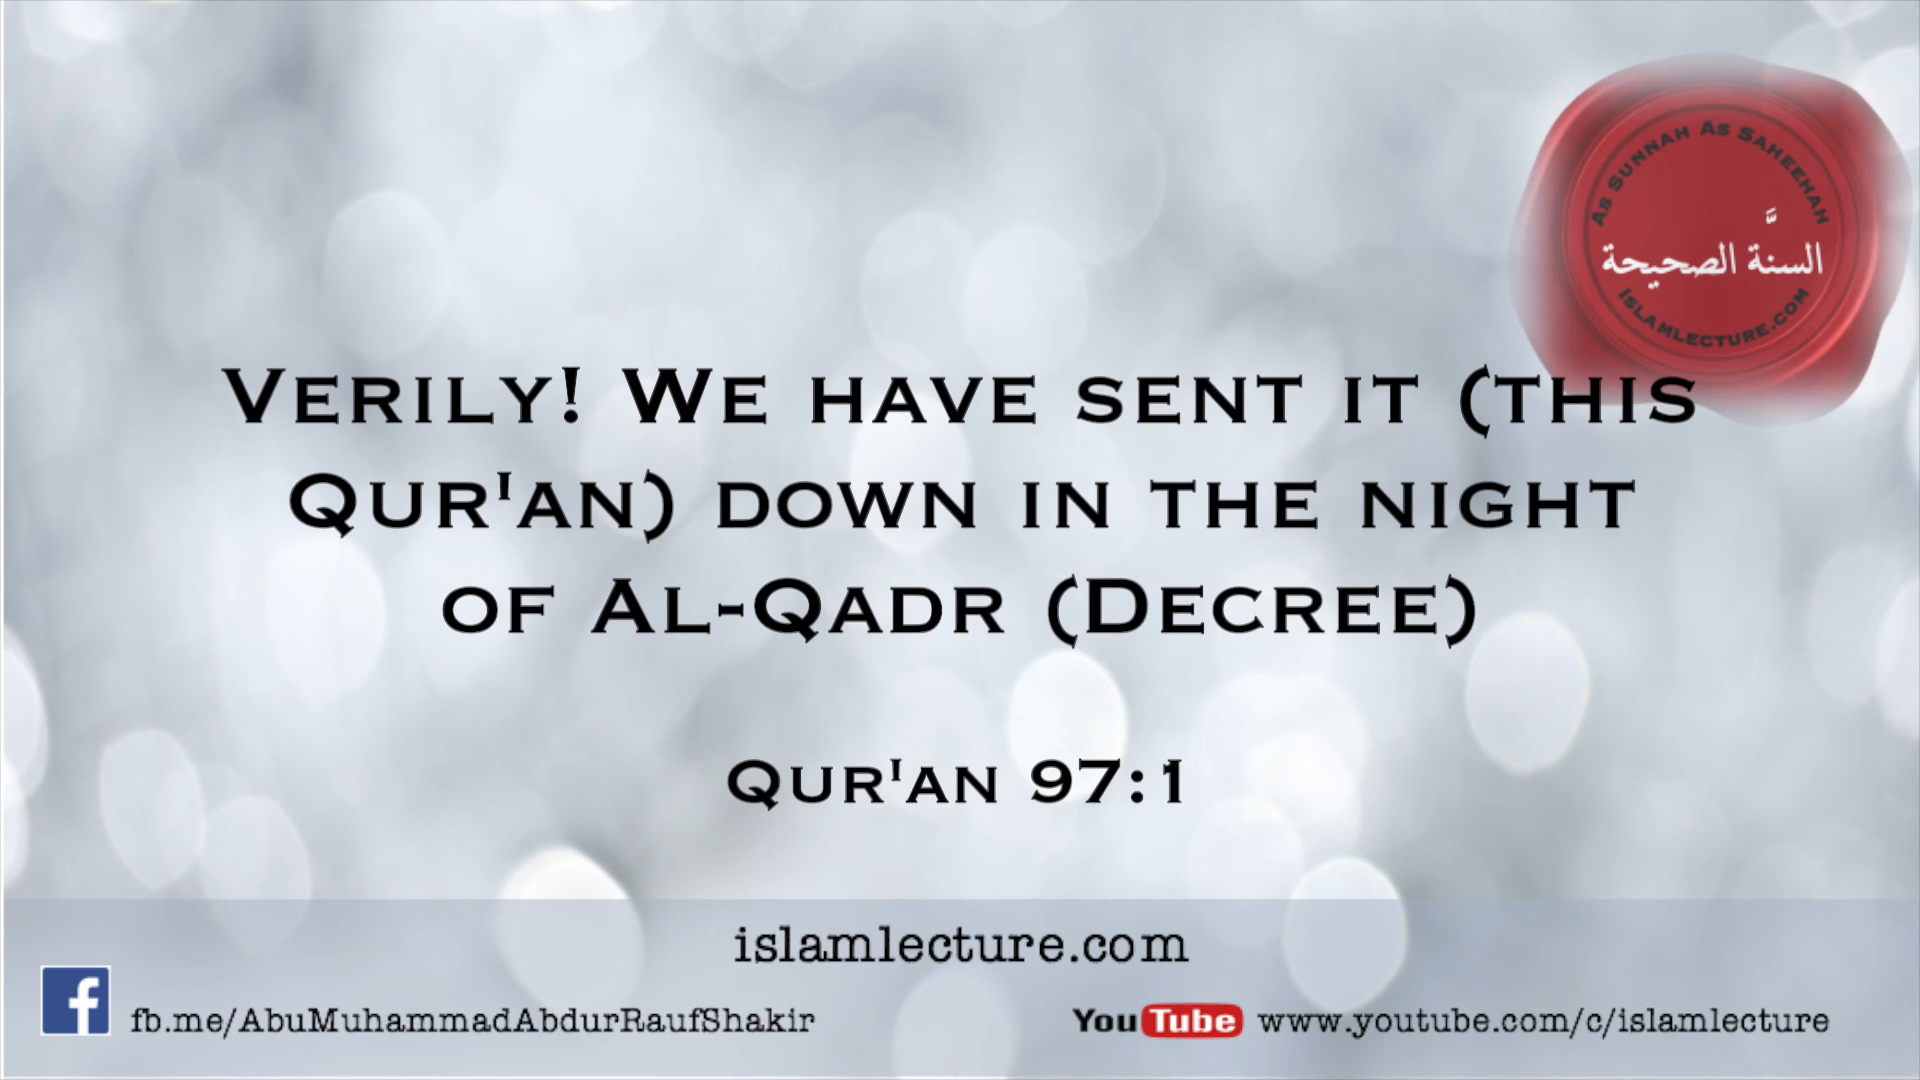 As Sunnah As Saheehah
السنَّة الصحيحة
Islamlecture.com
Verily! We have sent it (this
Qur'an) down in the night
of Al-Qadr (Decree)
Qur'an 97:1
islamlecture.com
fb.me/AbuMuhammadAbdurRaufShakir
YouTube www.youtube.com/c/islamlecture